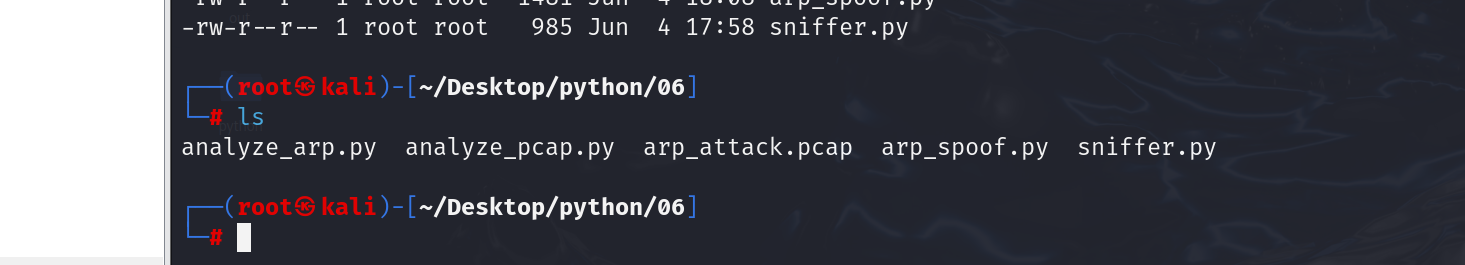 -rw-r--r-- 1 root root 1481 Jun 4 18:08 arp_spoof.py
-rw-r--r-- 1 root root 985 Jun 4 17:58 sniffer.py
┌──(root㉿kali)-[~/Desktop/python/06]
└─# ls
analyze_arp.py analyze_pcap.py arp_attack.pcap arp_spoof.py sniffer.py
┌──(root㉿kali)-[~/Desktop/python/06]
└─#